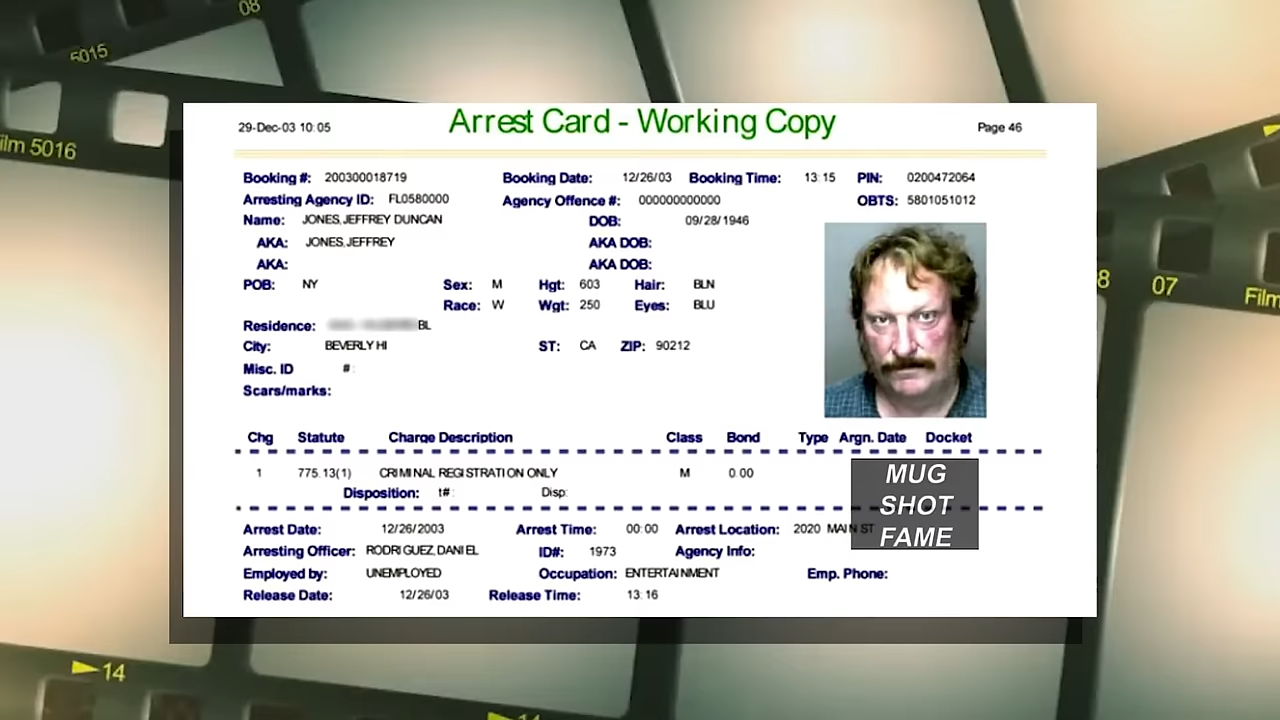 08
5015
ilm 5016
29-Dec-03 10:05 Arrest Card - Working Copy Page 46
Booking #: 200300018719 Booking Date: 12/26/03 Booking Time: 13:15 PIN: 0200472064
Arresting Agency ID: FL0580000 Agency Offence #: 000000000000 OBTS: 5801051012
Name: JONES,JEFFREY DUNCAN DOB: 09/28/1946
AKA: JONES,JEFFREY AKA DOB:
AKA: AKA DOB:
POB: NY Sex: M Hgt: 603 Hair: BLN
Race: W Wgt: 250 Eyes: BLU
Residence: BL
City: BEVERLY HI ST: CA ZIP: 90212
Misc. ID #:
Scars/marks:
Chg Statute Charge Description Class Bond Type Argn. Date Docket
1 775.13(1) CRIMINAL REGISTRATION ONLY M 0.00
Disposition: t#: Disp:
Arrest Date: 12/26/2003 Arrest Time: 00:00 Arrest Location: 2020 MAIN ST
Arresting Officer: RODRIGUEZ,DANIEL ID#: 1973 Agency Info:
Employed by: UNEMPLOYED Occupation: ENTERTAINMENT Emp. Phone:
Release Date: 12/26/03 Release Time: 13:16
MUG
SHOT
FAME
8 07 Film
14
14